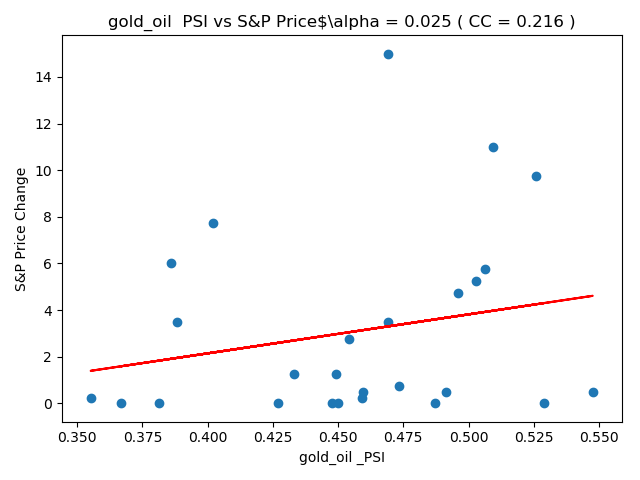 gold_oil  PSI vs S&P Price$\alpha = 0.025 ( CC = 0.216 )
14
12
10
8
6
4
2
0
S&P Price Change
0.350 0.375 0.400 0.425 0.450 0.475 0.500 0.525 0.550
gold_oil _PSI